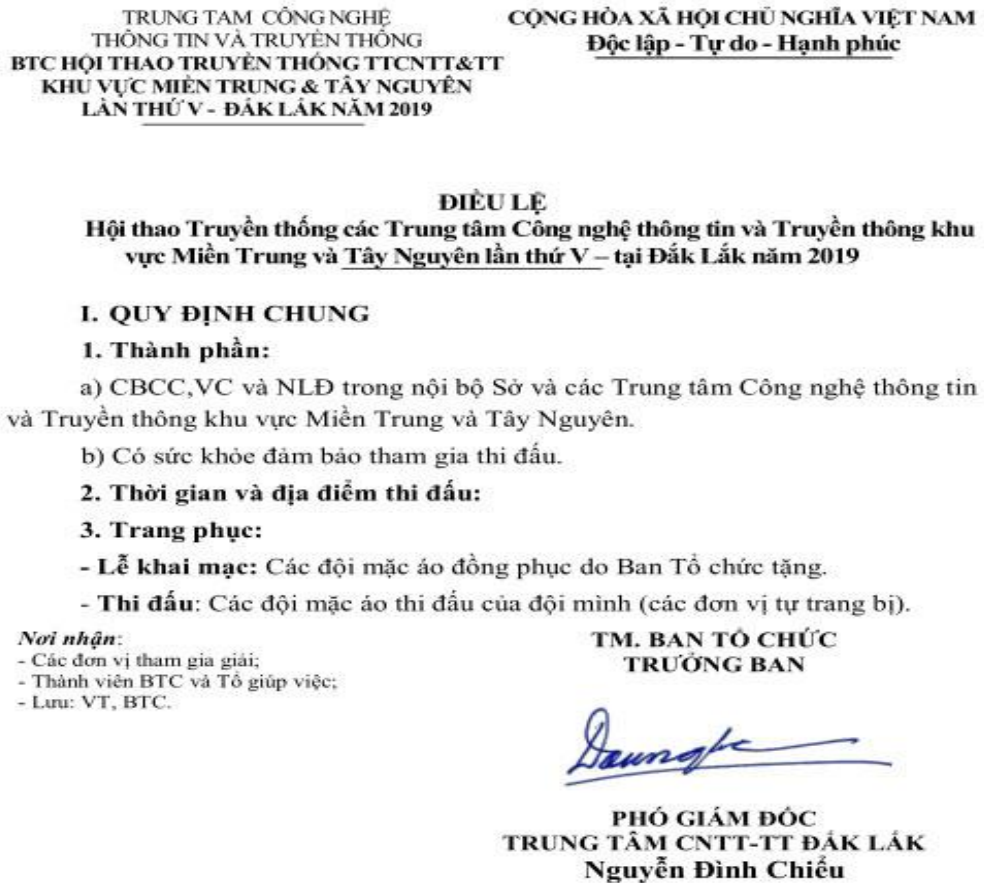 TRUNG TAM CÔNG NGHỆ
THÔNG TIN VÀ TRUYỀN THÔNG
BTC HỘI THAO TRUYỀN THỐNG TTCNTT&TT
KHU VỰC MIỀN TRUNG & TÂY NGUYÊN
LẦN THỨ V - ĐẮK LẮK NĂM 2019
CỘNG HÒA XÃ HỘI CHỦ NGHĨA VIỆT NAM
Độc lập - Tự do - Hạnh phúc
ĐIỀU LỆ
Hội thao Truyền thống các Trung tâm Công nghệ thông tin và Truyền thông khu
vực Miền Trung và Tây Nguyên lần thứ V – tại Đắk Lắk năm 2019
I. QUY ĐỊNH CHUNG
1. Thành phần:
a) CBCC,VC và NLĐ trong nội bộ Sở và các Trung tâm Công nghệ thông tin
và Truyền thông khu vực Miền Trung và Tây Nguyên.
b) Có sức khỏe đảm bảo tham gia thi đấu.
2. Thời gian và địa điểm thi đấu:
3. Trang phục:
- Lễ khai mạc: Các đội mặc áo đồng phục do Ban Tổ chức tặng.
- Thi đấu: Các đội mặc áo thi đấu của đội mình (các đơn vị tự trang bị).
Nơi nhận:
- Các đơn vị tham gia giải;
- Thành viên BTC và Tổ giúp việc;
- Lưu: VT, BTC.
TM. BAN TỔ CHỨC
TRƯỞNG BAN
PHÓ GIÁM ĐỐC
TRUNG TÂM CNTT-TT ĐẮK LẮK
Nguyễn Đình Chiểu